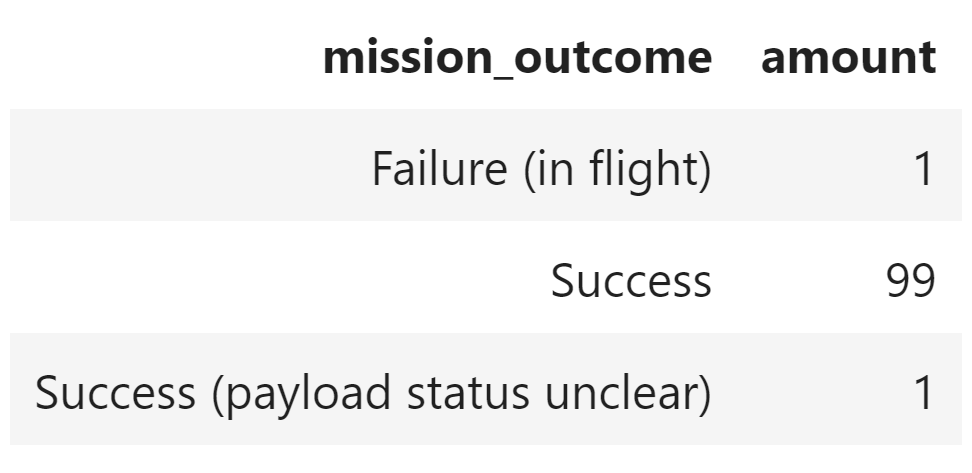 mission_outcome amount
Failure (in flight) 1
Success 99
Success (payload status unclear) 1